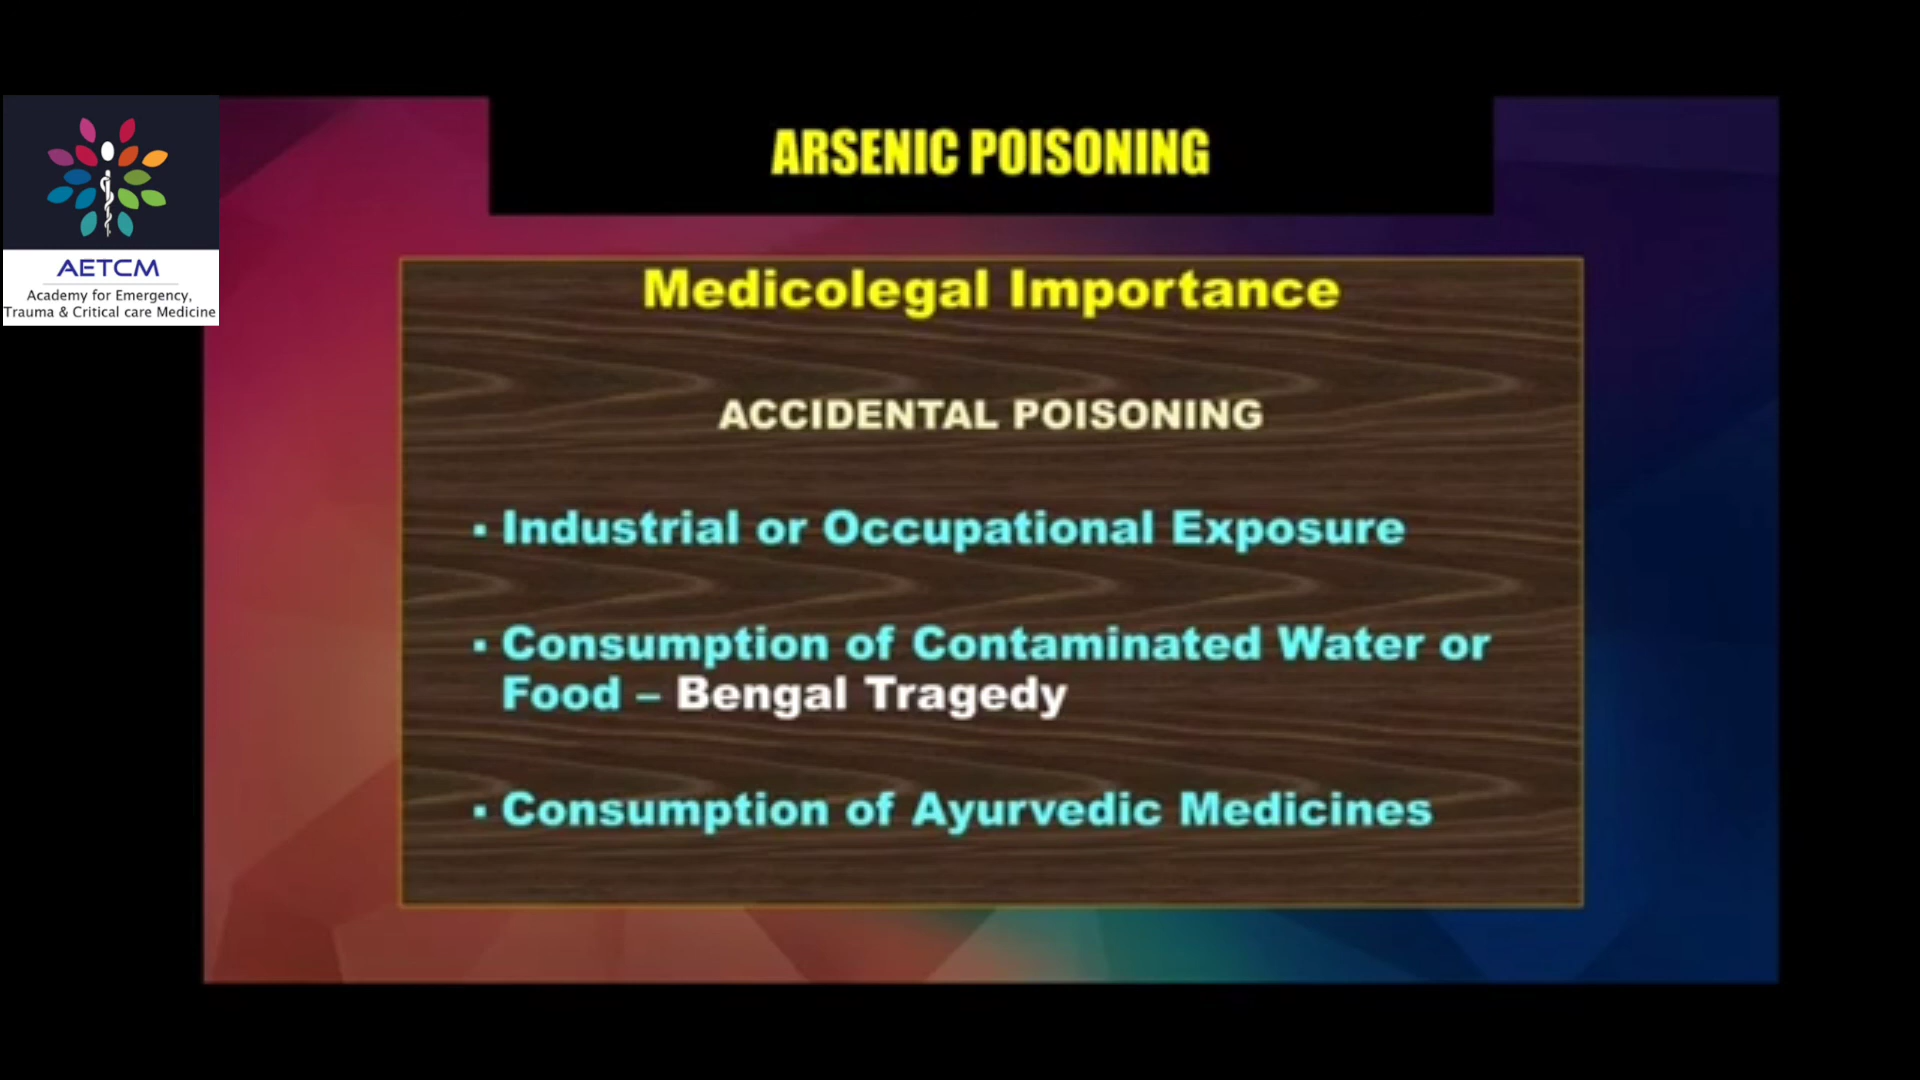 ARSENIC POISONING
AETCM
Academy for Emergency,
Trauma & Critical care Medicine
Medicolegal Importance
ACCIDENTAL POISONING
▪ Industrial or Occupational Exposure
▪ Consumption of Contaminated Water or
Food – Bengal Tragedy
▪ Consumption of Ayurvedic Medicines